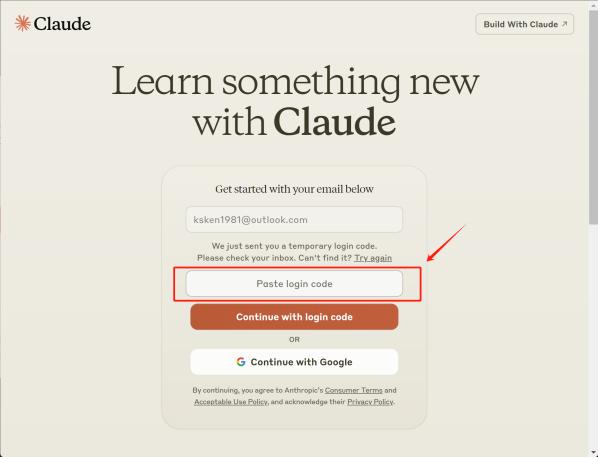 Claude
Build With Claude ↗
Learn something new
with Claude
Get started with your email below
ksken1981@outlook.com
We just sent you a temporary login code.
Please check your inbox. Can't find it? Try again
Paste login code
Continue with login code
OR
Continue with Google
By continuing, you agree to Anthropic's Consumer Terms and
Acceptable Use Policy, and acknowledge their Privacy Policy.